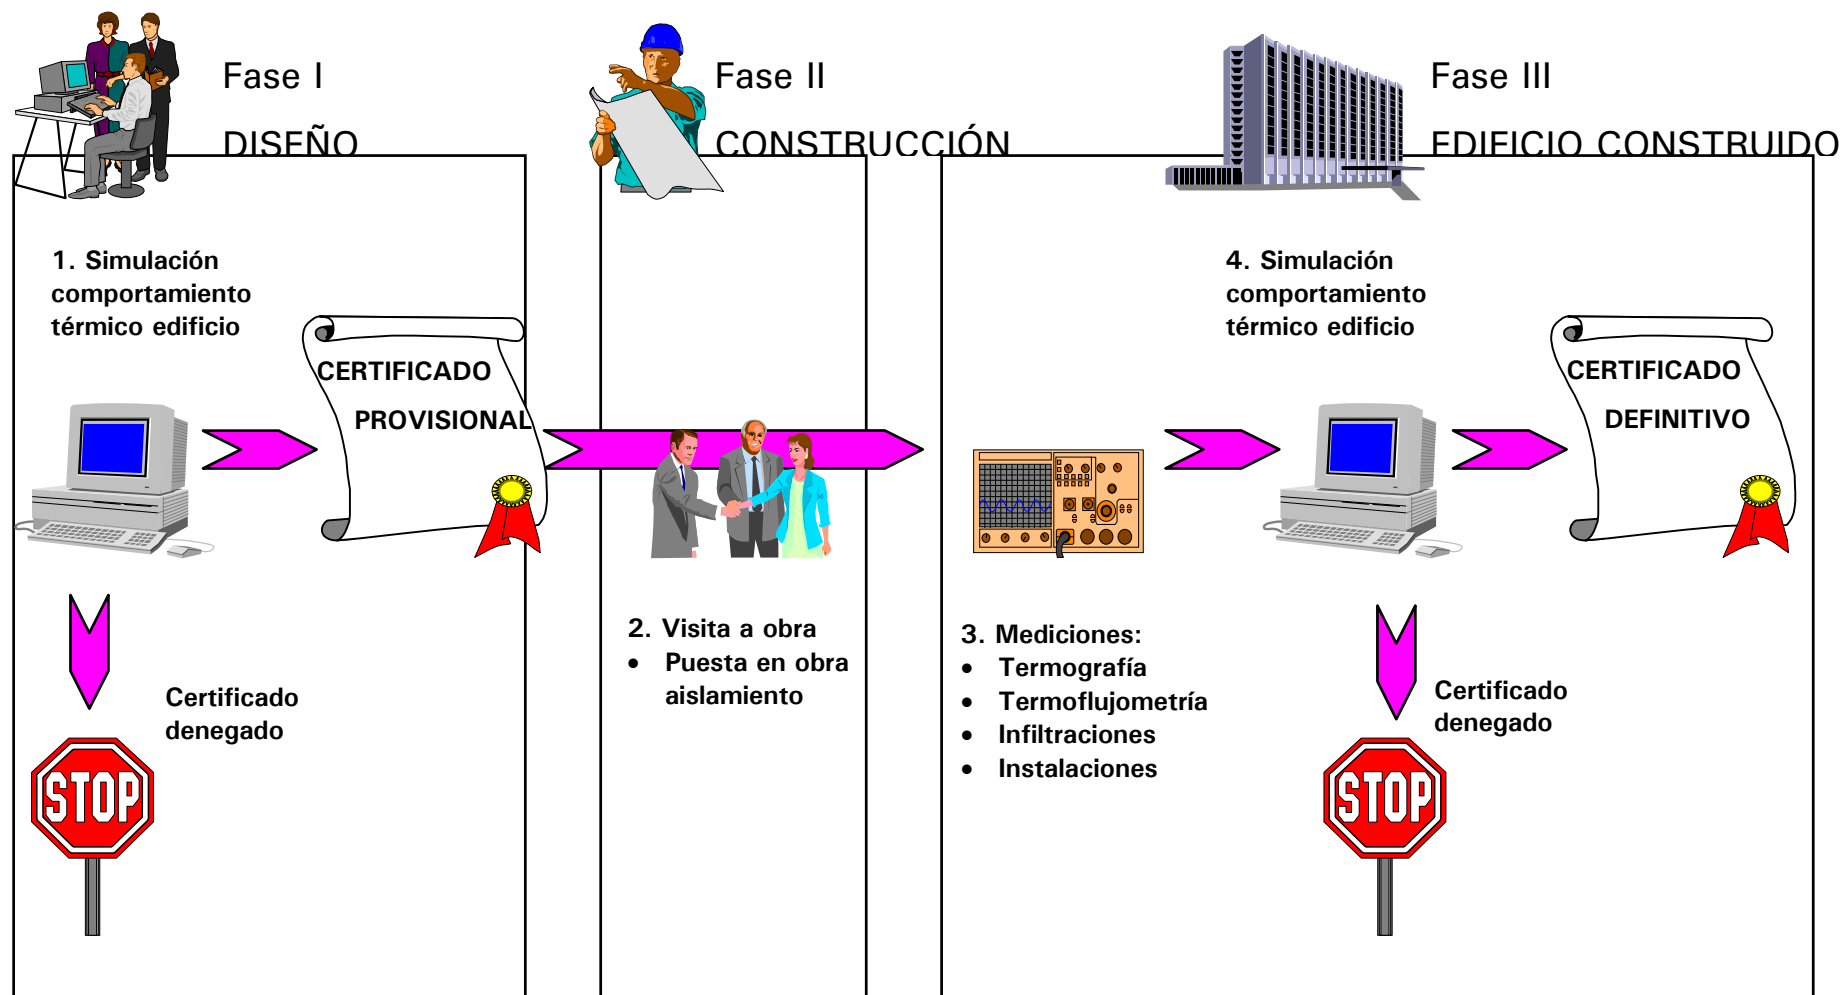 Fase I
DISEÑO
Fase II
CONSTRUCCIÓN
Fase III
EDIFICIO CONSTRUIDO
1. Simulación
comportamiento
térmico edificio
CERTIFICADO
PROVISIONAL
Certificado
denegado
STOP
2. Visita a obra
• Puesta en obra
aislamiento
3. Mediciones:
• Termografía
• Termoflujometría
• Infiltraciones
• Instalaciones
4. Simulación
comportamiento
térmico edificio
CERTIFICADO
DEFINITIVO
Certificado
denegado
STOP